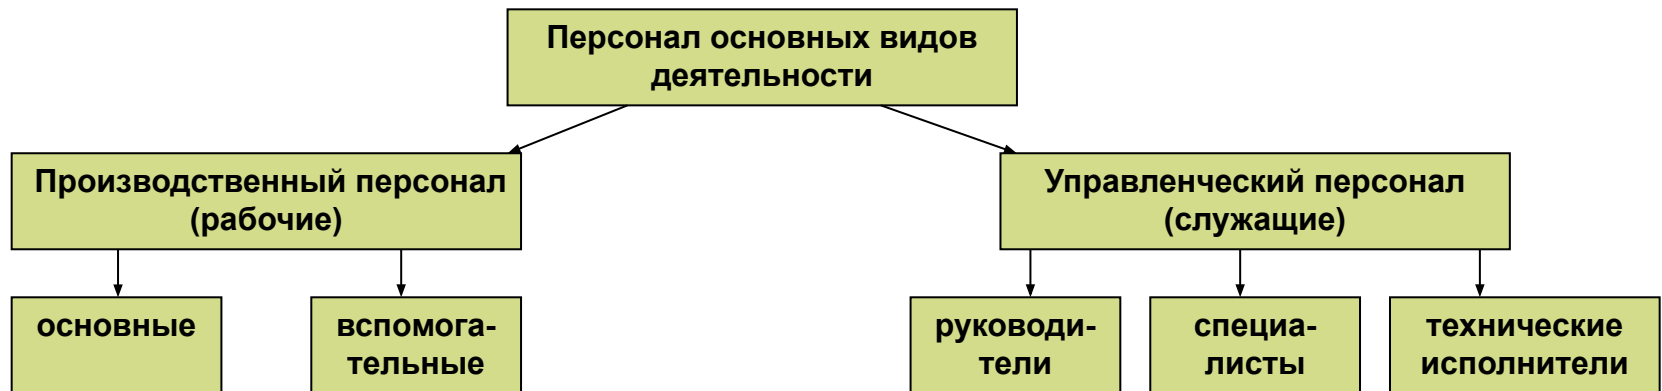 Персонал основных видов
деятельности
Производственный персонал
(рабочие)
Управленческий персонал
(служащие)
основные
вспомога-
тельные
руководи-
тели
специа-
листы
технические
исполнители